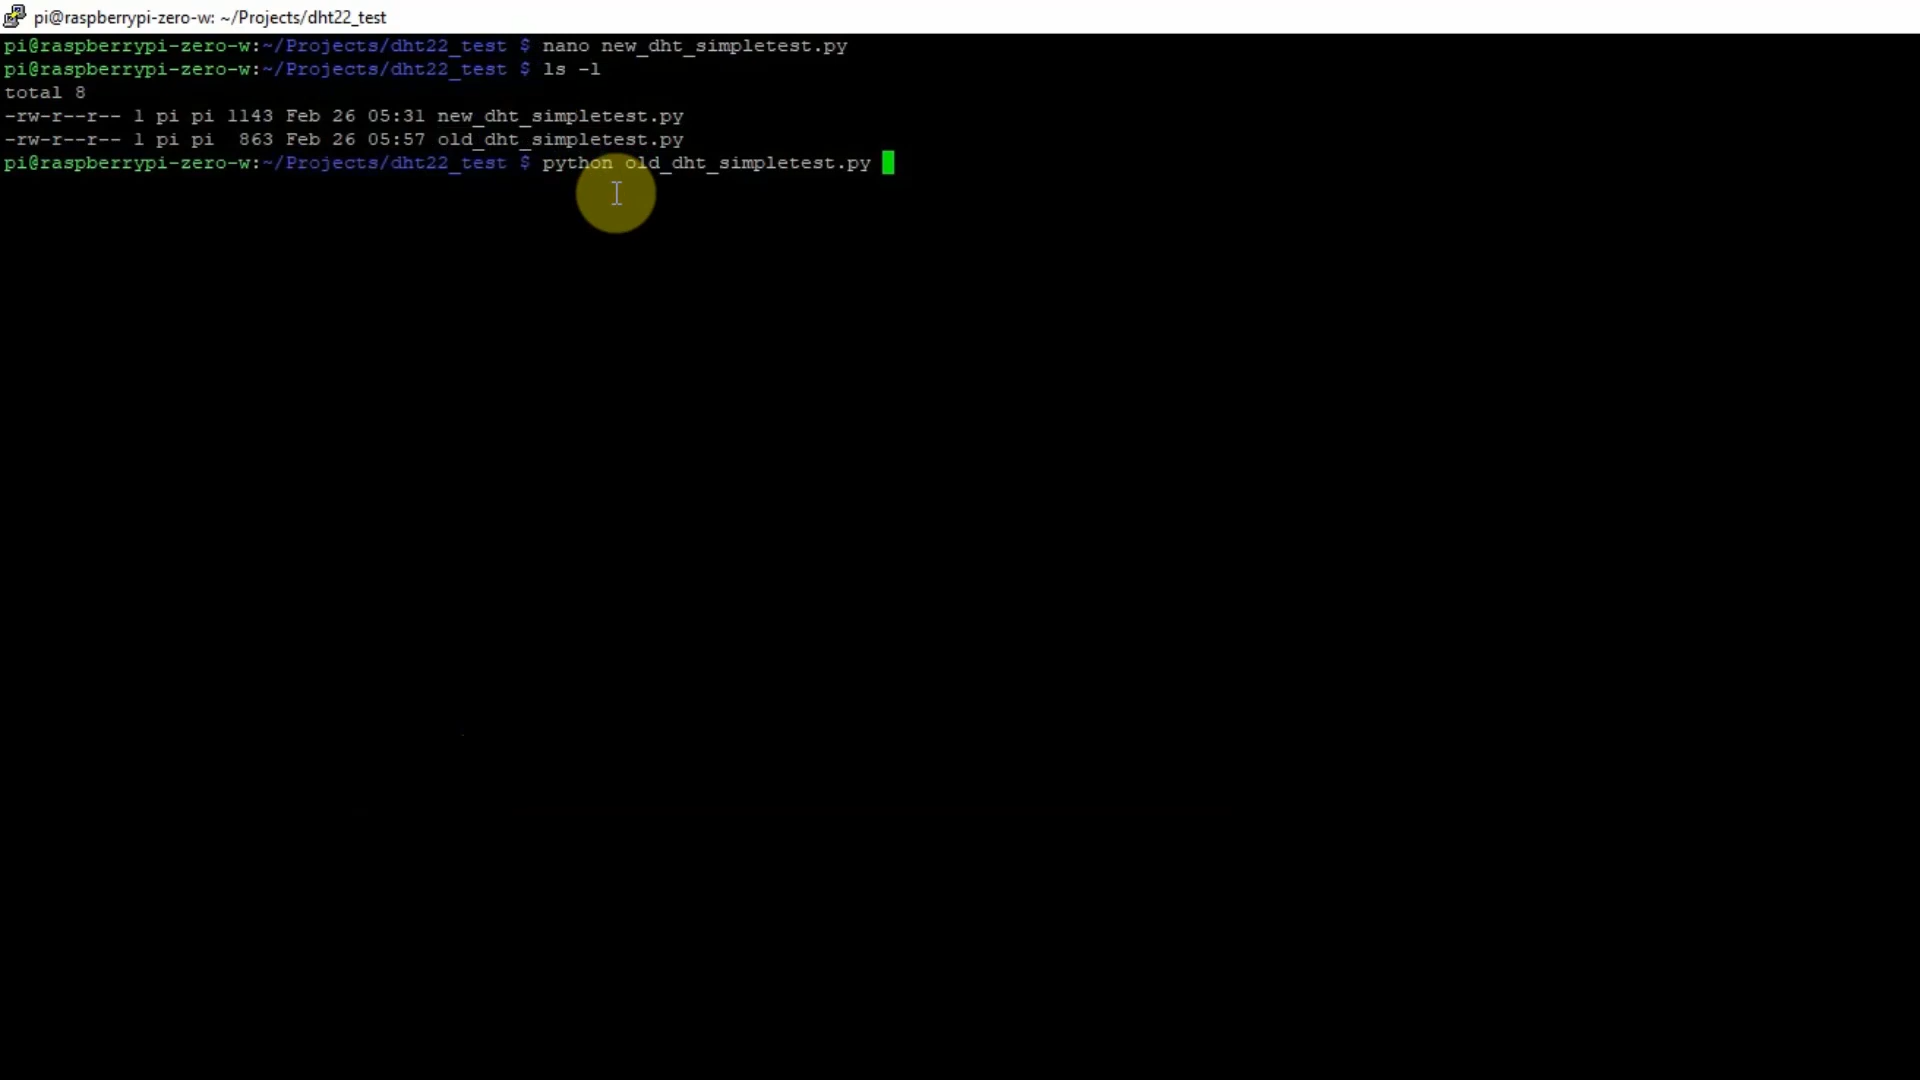 pi@raspberrypi-zero-w: ~/Projects/dht22_test
pi@raspberrypi-zero-w:~/Projects/dht22_test $ nano new_dht_simpletest.py
pi@raspberrypi-zero-w:~/Projects/dht22_test $ ls -l
total 8
-rw-r--r-- 1 pi pi 1143 Feb 26 05:31 new_dht_simpletest.py
-rw-r--r-- 1 pi pi  863 Feb 26 05:57 old_dht_simpletest.py
pi@raspberrypi-zero-w:~/Projects/dht22_test $ python old_dht_simpletest.py